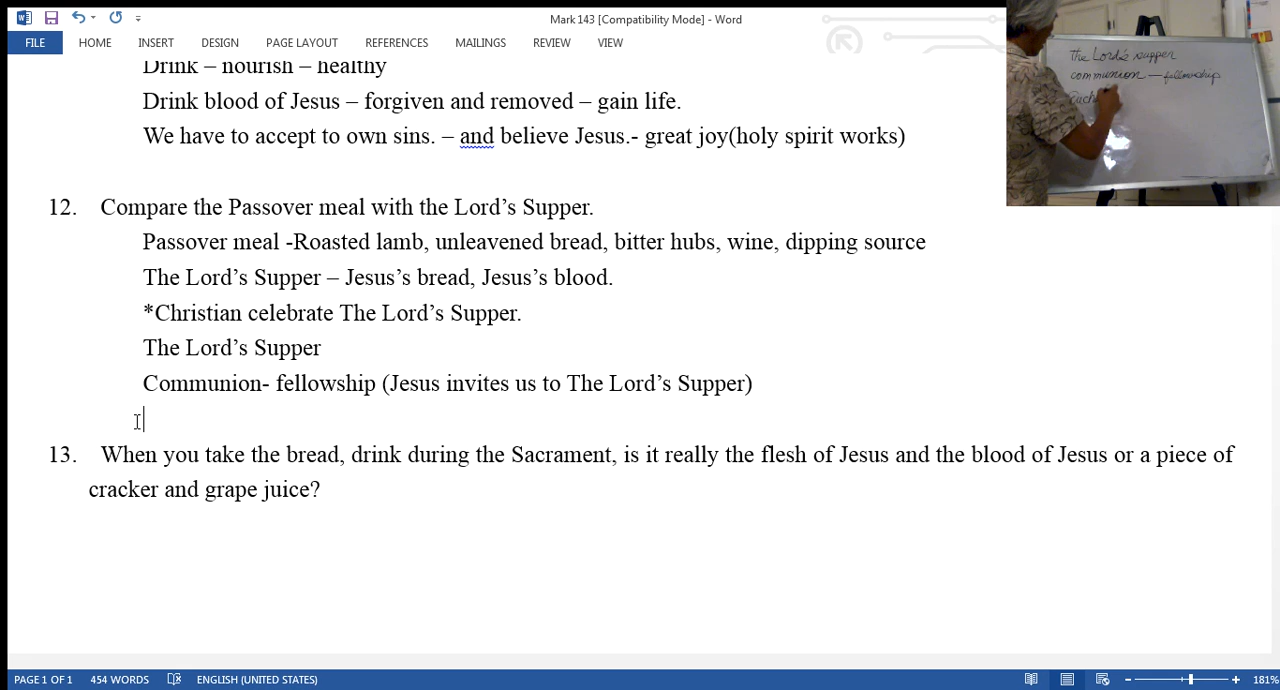 Mark 143 [Compatibility Mode] - Word
FILE HOME INSERT DESIGN PAGE LAYOUT REFERENCES MAILINGS REVIEW VIEW
Drink – nourish – healthy
Drink blood of Jesus – forgiven and removed – gain life.
We have to accept to own sins. – and believe Jesus.- great joy(holy spirit works)
12. Compare the Passover meal with the Lord’s Supper.
Passover meal -Roasted lamb, unleavened bread, bitter hubs, wine, dipping source
The Lord’s Supper – Jesus’s bread, Jesus’s blood.
*Christian celebrate The Lord’s Supper.
The Lord’s Supper
Communion- fellowship (Jesus invites us to The Lord’s Supper)
13. When you take the bread, drink during the Sacrament, is it really the flesh of Jesus and the blood of Jesus or a piece of
cracker and grape juice?
The Lord's supper
communion — fellowship
PAGE 1 OF 1 454 WORDS ENGLISH (UNITED STATES) 181%